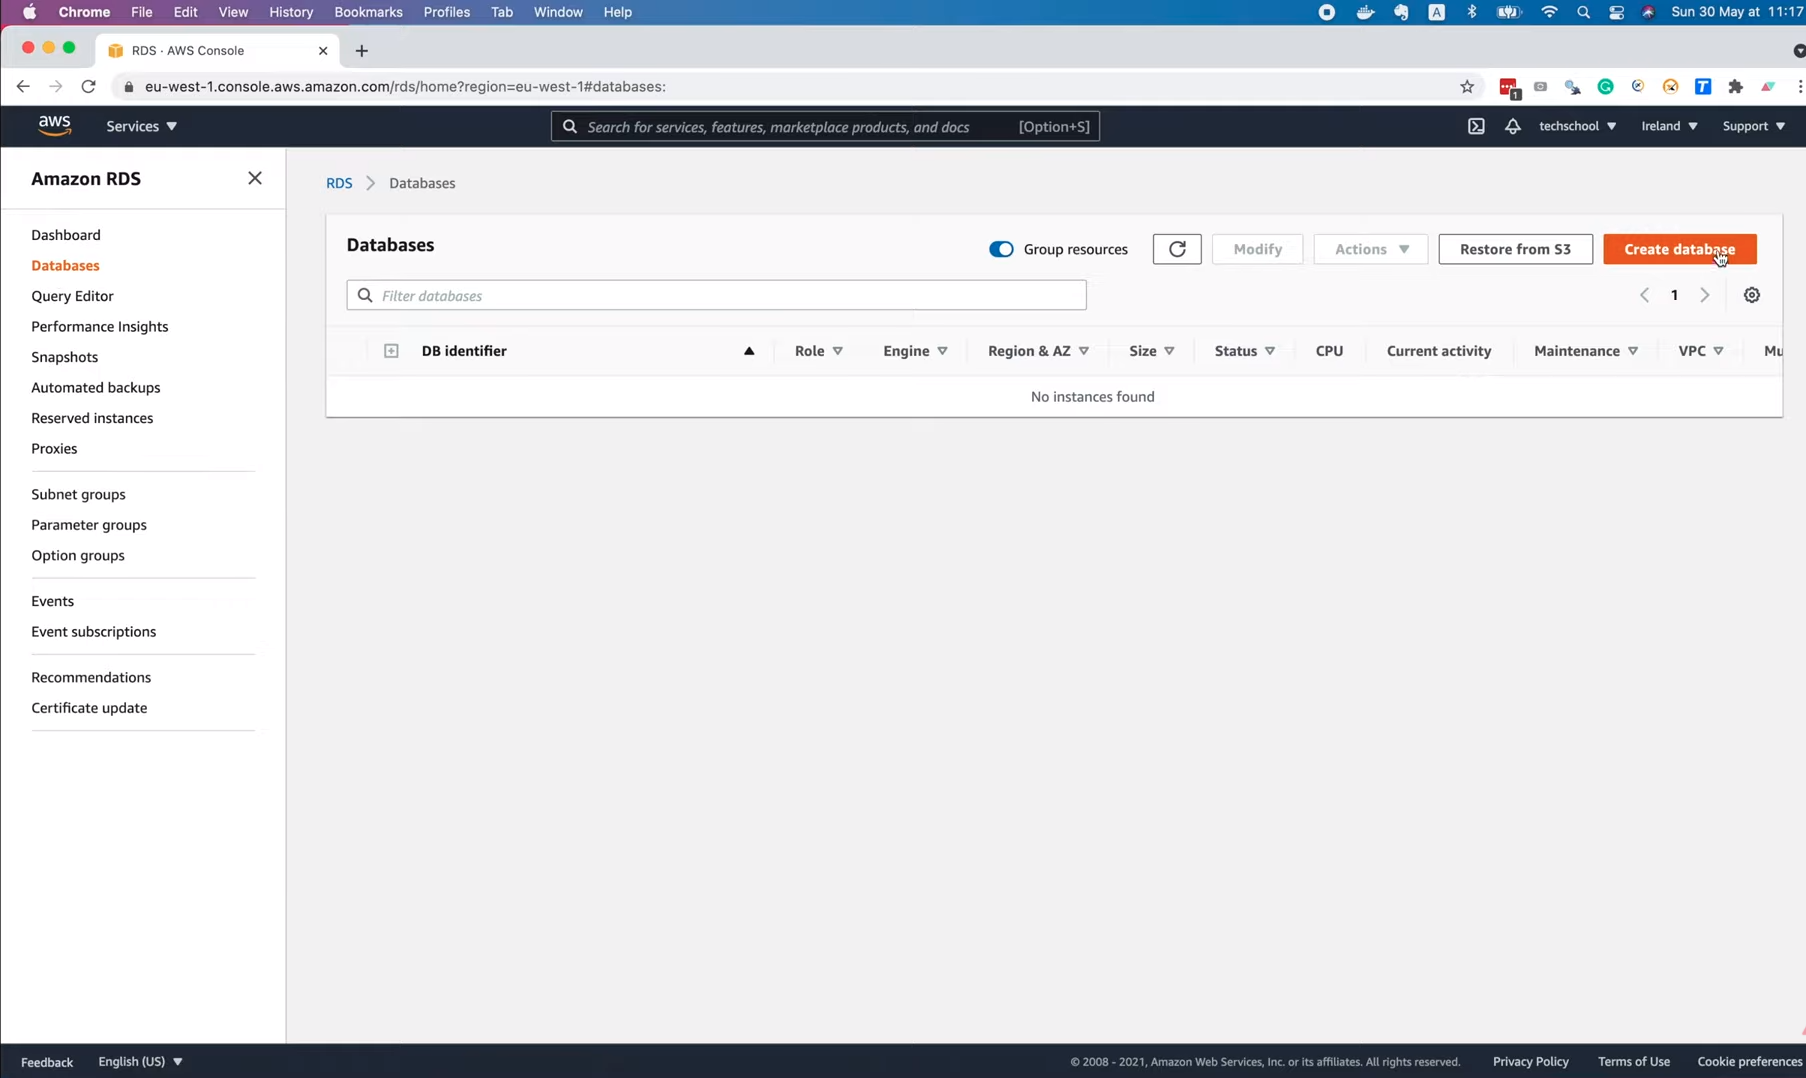 Chrome File Edit View History Bookmarks Profiles Tab Window Help A Sun 30 May at 11:17
RDS · AWS Console
eu-west-1.console.aws.amazon.com/rds/home?region=eu-west-1#databases: 1 T
aws Services Search for services, features, marketplace products, and docs [Option+S] techschool Ireland Support
Amazon RDS
Dashboard
Databases
Query Editor
Performance Insights
Snapshots
Automated backups
Reserved instances
Proxies
Subnet groups
Parameter groups
Option groups
Events
Event subscriptions
Recommendations
Certificate update
RDS Databases
Databases
Group resources Modify Actions Restore from S3 Create database
Filter databases 1
DB identifier Role Engine Region & AZ Size Status CPU Current activity Maintenance VPC Mu
No instances found
Feedback English (US) © 2008 - 2021, Amazon Web Services, Inc. or its affiliates. All rights reserved. Privacy Policy Terms of Use Cookie preferences